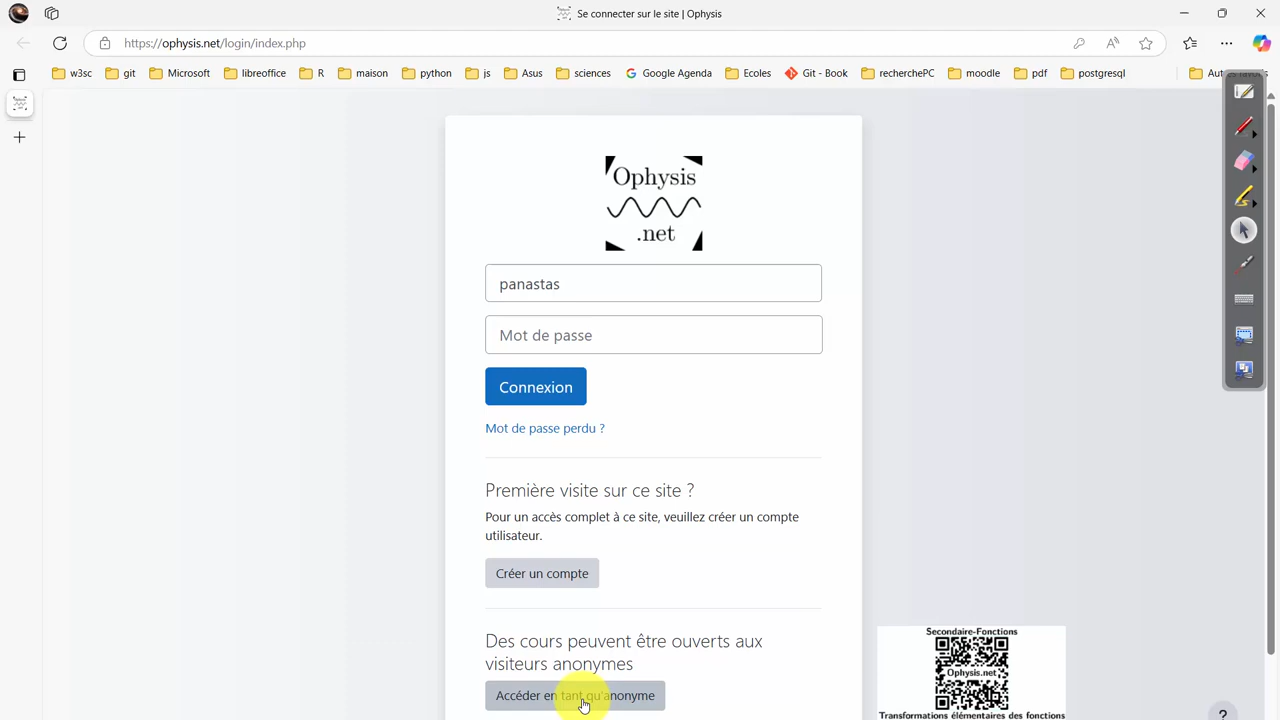 Se connecter sur le site | Ophysis
https://ophysis.net/login/index.php
w3sc git Microsoft libreoffice R maison python js Asus sciences Google Agenda Ecoles Git - Book recherchePC moodle pdf postgresql
Ophysis
.net
panastas
Mot de passe
Connexion
Mot de passe perdu ?
Première visite sur ce site ?
Pour un accès complet à ce site, veuillez créer un compte
utilisateur.
Créer un compte
Des cours peuvent être ouverts aux
visiteurs anonymes
Accéder en tant qu'anonyme
Secondaire-Fonctions
Ophysis.net
Transformations élémentaires des fonctions
?